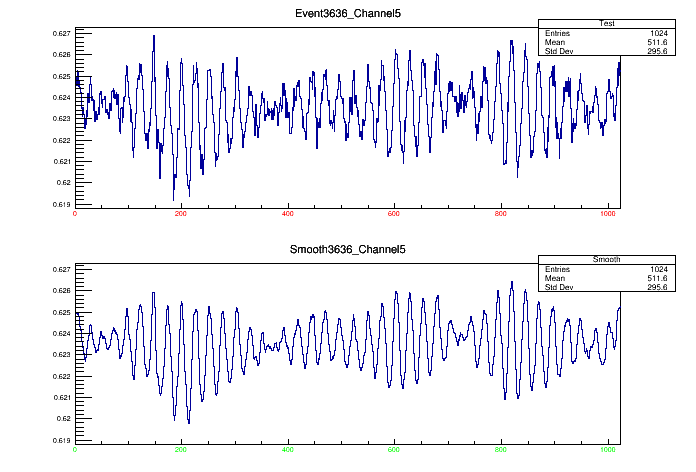 Event3636_Channel5
Test
Entries 1024
Mean 511.6
Std Dev 295.6
0.627
0.626
0.625
0.624
0.623
0.622
0.621
0.62
0.619
0 200 400 600 800 1000
Smooth3636_Channel5
Smooth
Entries 1024
Mean 511.6
Std Dev 295.6
0.627
0.626
0.625
0.624
0.623
0.622
0.621
0.62
0.619
0 200 400 600 800 1000